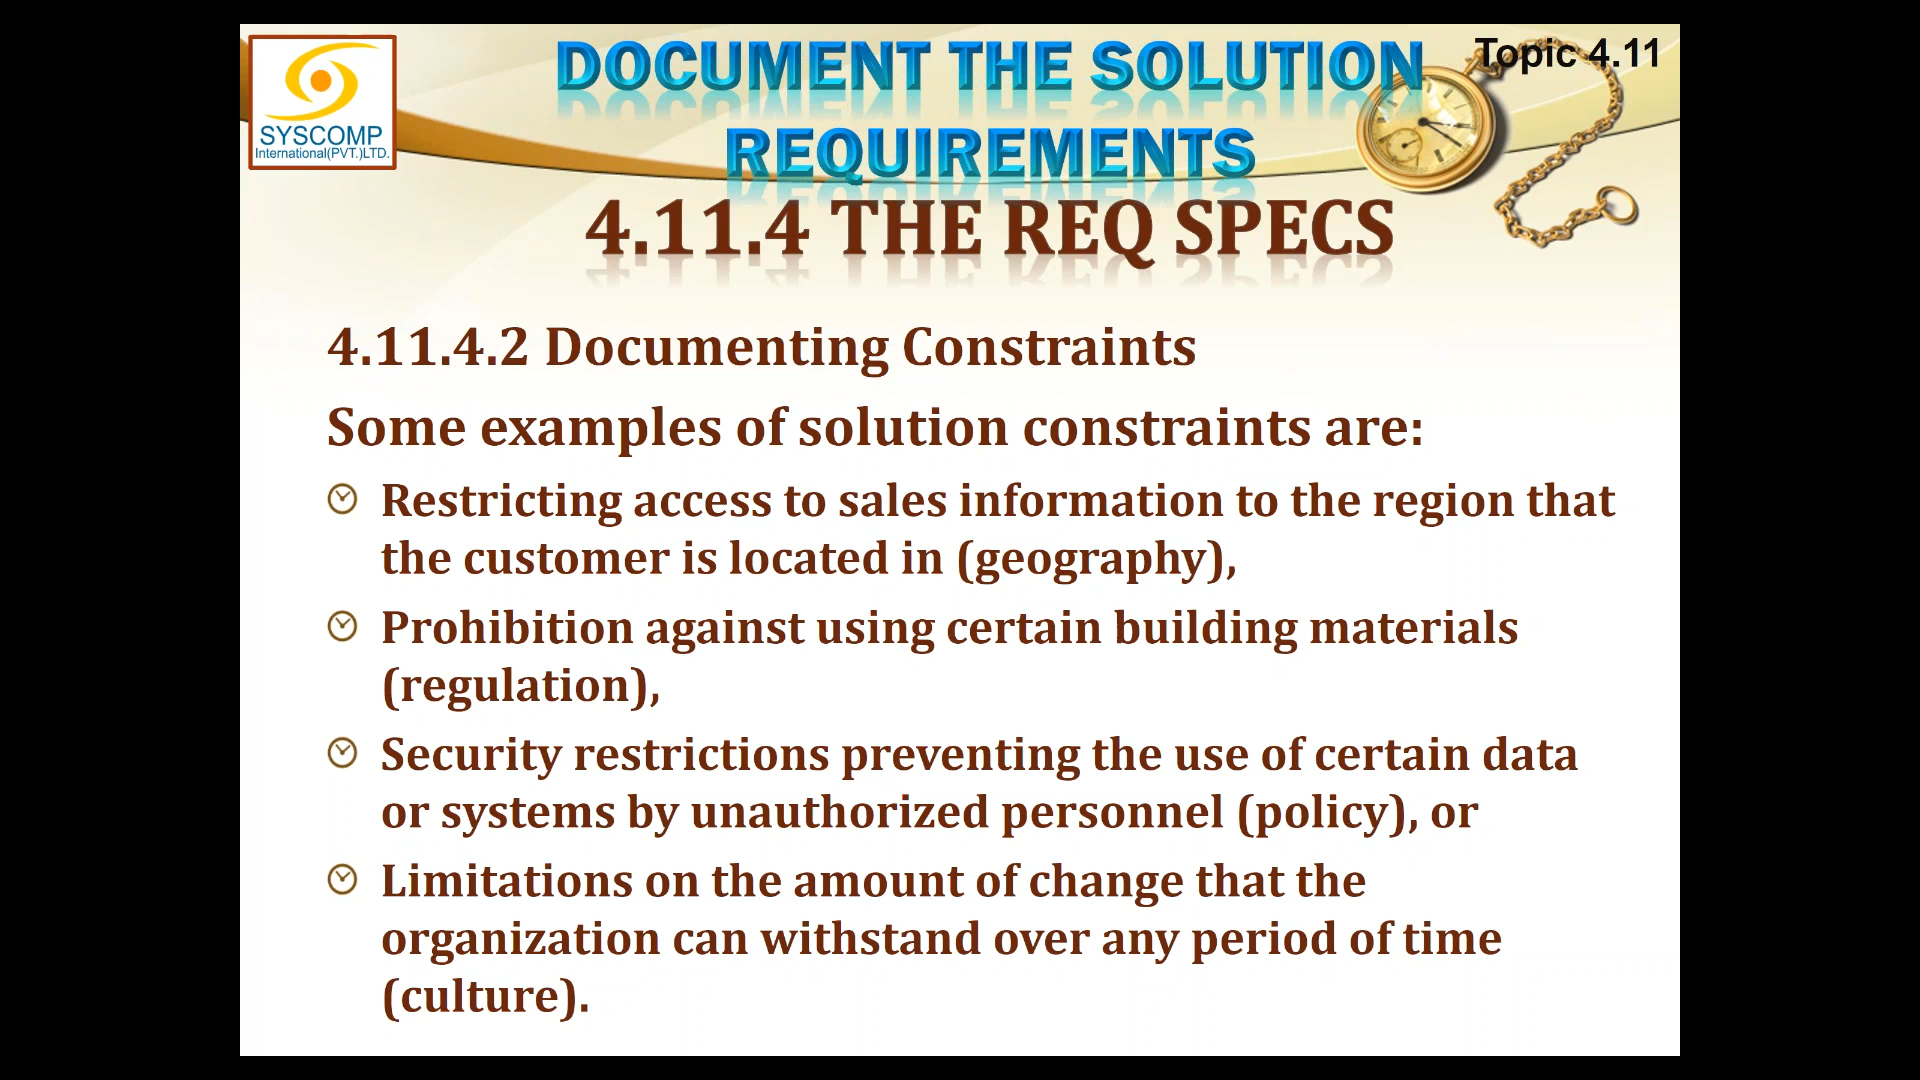 SYSCOMP
International(PVT.)LTD.
DOCUMENT THE SOLUTION
REQUIREMENTS
Topic 4.11
4.11.4 THE REQ SPECS
4.11.4.2 Documenting Constraints
Some examples of solution constraints are:
Restricting access to sales information to the region that
the customer is located in (geography),
Prohibition against using certain building materials
(regulation),
Security restrictions preventing the use of certain data
or systems by unauthorized personnel (policy), or
Limitations on the amount of change that the
organization can withstand over any period of time
(culture).